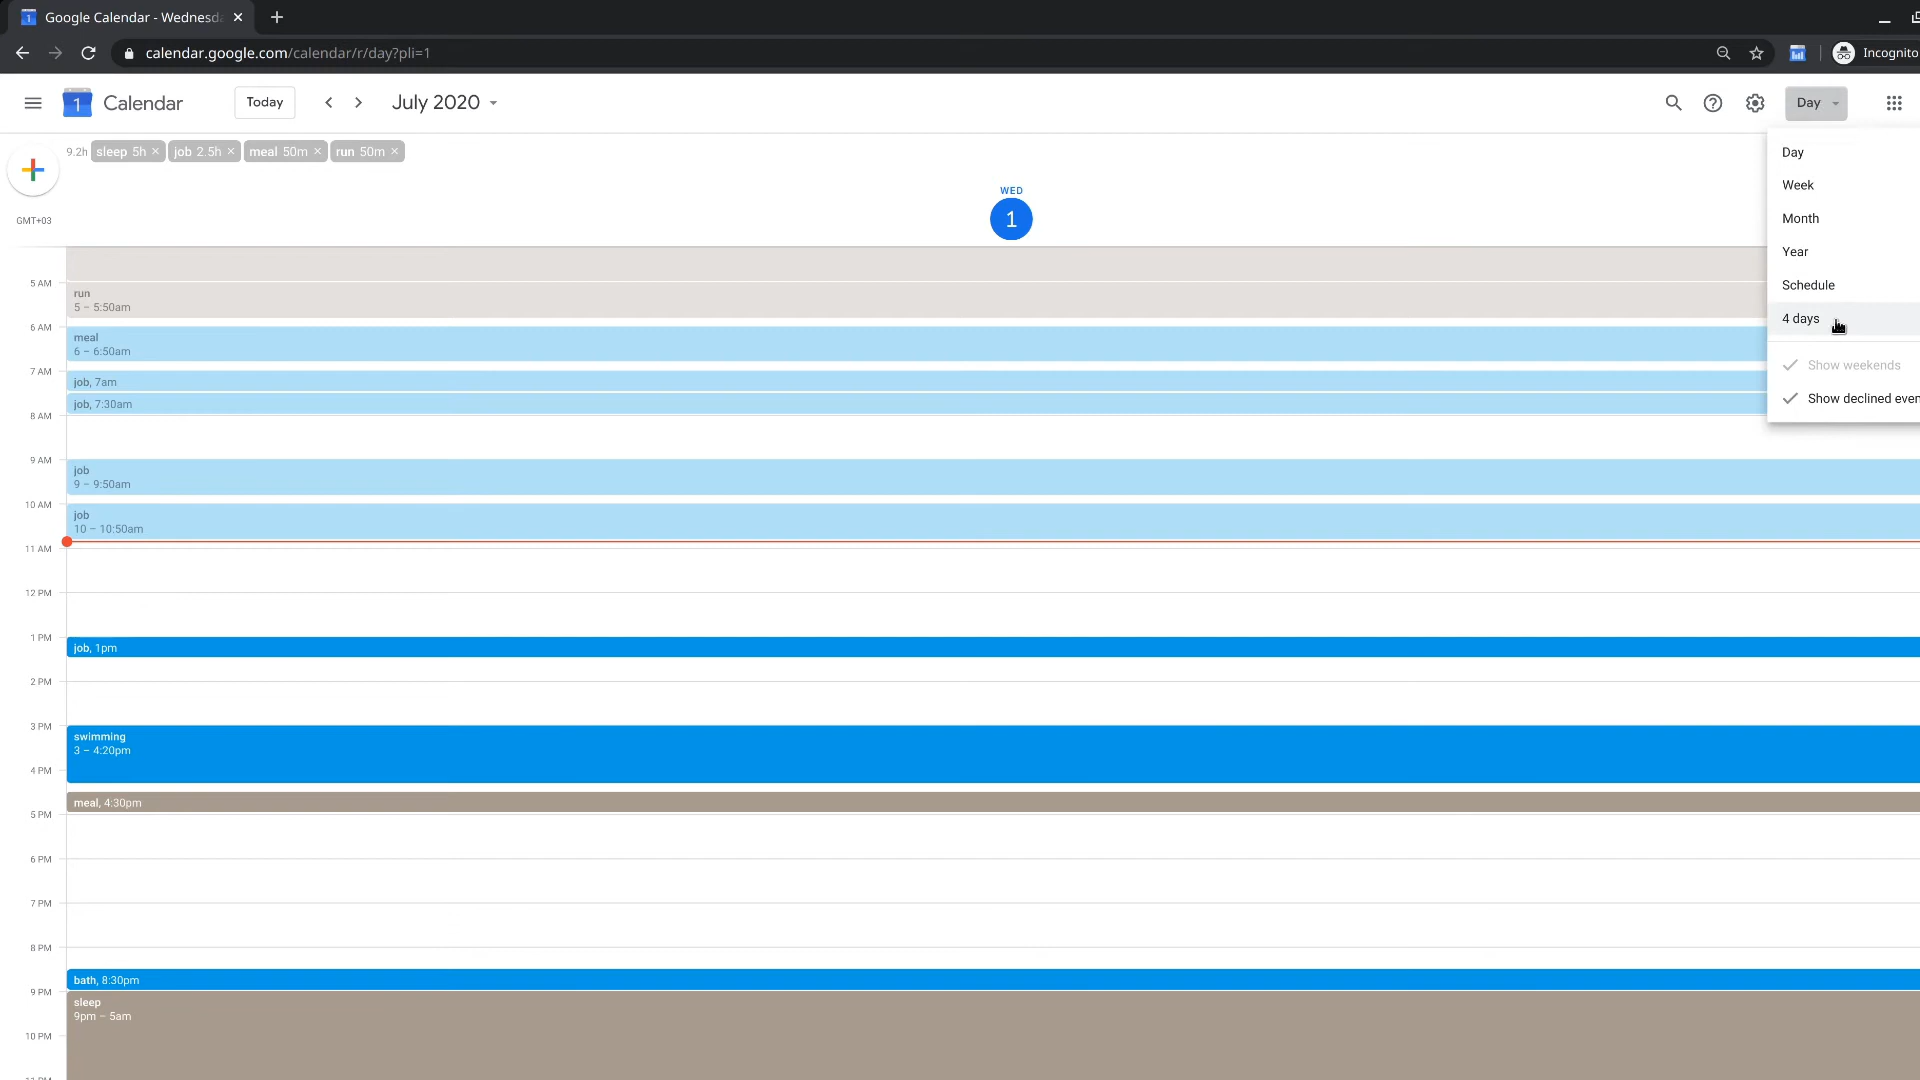 Google Calendar - Wednesd
calendar.google.com/calendar/r/day?pli=1
Incognito
1
Calendar
Today
July 2020
Day
9.2h
sleep 5h ×
job 2.5h ×
meal 50m ×
run 50m ×
GMT+03
WED
1
Day
Week
Month
Year
Schedule
4 days
Show weekends
Show declined even
5 AM
run
5 – 5:50am
6 AM
meal
6 – 6:50am
7 AM
job, 7am
job, 7:30am
8 AM
9 AM
job
9 – 9:50am
10 AM
job
10 – 10:50am
11 AM
12 PM
1 PM
job, 1pm
2 PM
3 PM
swimming
3 – 4:20pm
4 PM
meal, 4:30pm
5 PM
6 PM
7 PM
8 PM
bath, 8:30pm
9 PM
sleep
9pm – 5am
10 PM